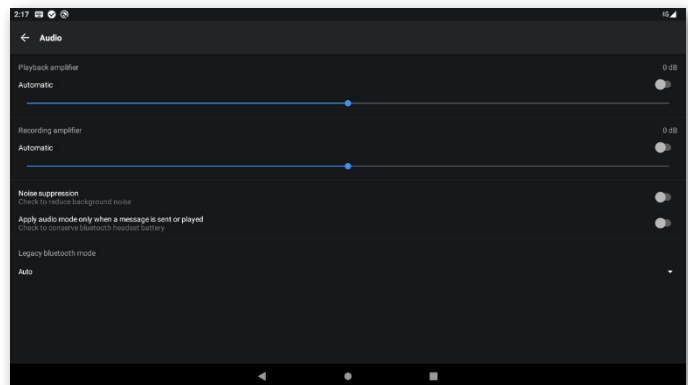 2:17
4G
Audio
Playback amplifier
0 dB
Automatic
Recording amplifier
0 dB
Automatic
Noise suppression
Check to reduce background noise
Apply audio mode only when a message is sent or played
Check to conserve bluetooth headset battery
Legacy bluetooth mode
Auto